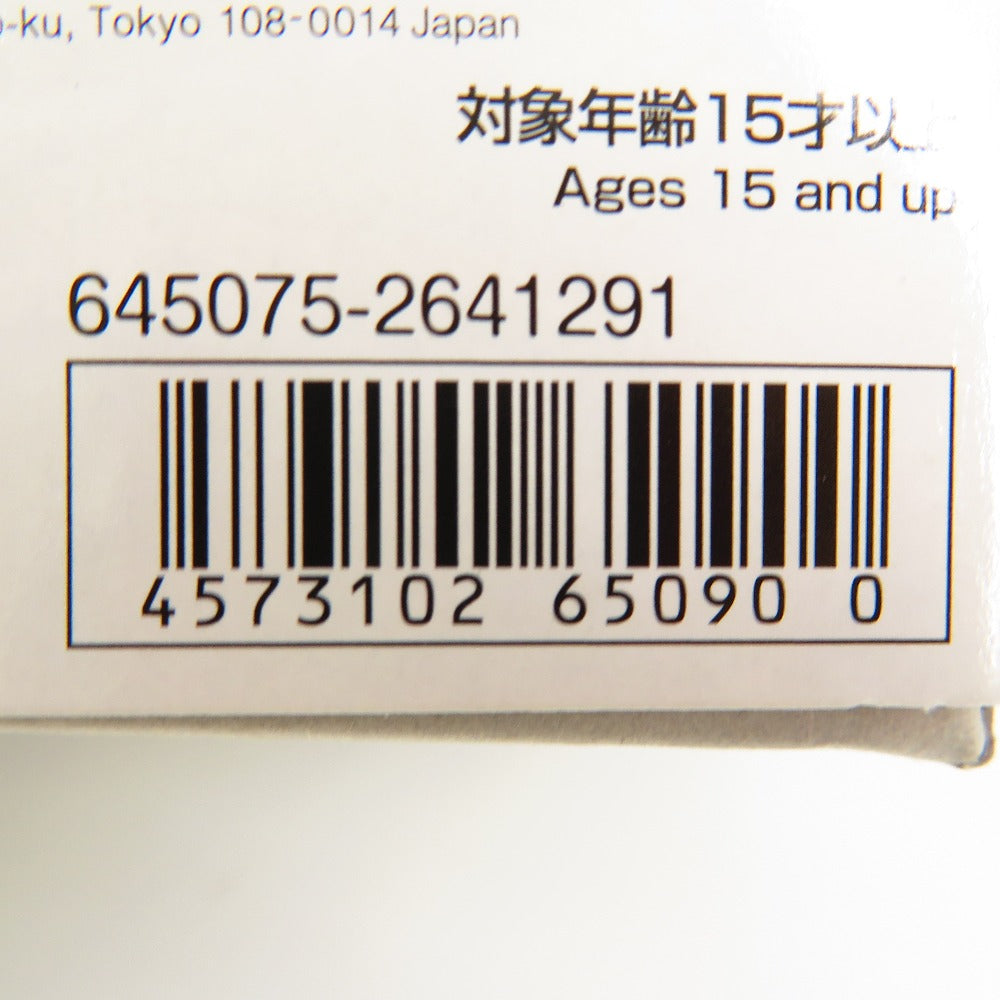 -ku, Tokyo 108-0014 Japan
対象年齢15才以上
Ages 15 and up
645075-2641291
4573102 65090 0